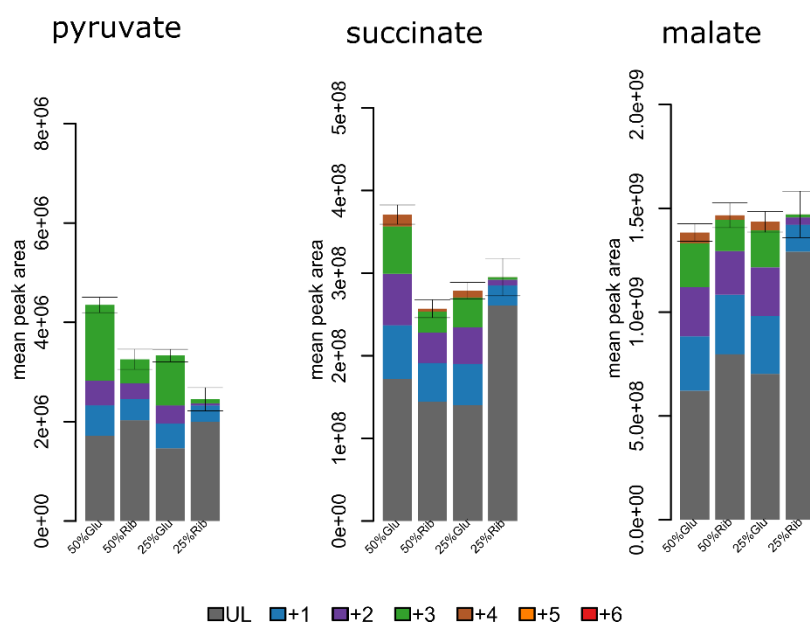 pyruvate
succinate
malate
mean peak area
0e+00
2e+06
4e+06
6e+06
8e+06
50%Glu
50%Rib
25%Glu
25%Rib
mean peak area
0e+00
1e+08
2e+08
3e+08
4e+08
5e+08
50%Glu
50%Rib
25%Glu
25%Rib
mean peak area
0.0e+00
5.0e+08
1.0e+09
1.5e+09
2.0e+09
50%Glu
50%Rib
25%Glu
25%Rib
UL +1 +2 +3 +4 +5 +6